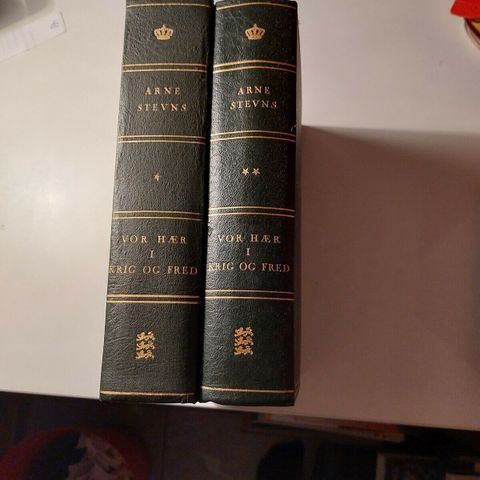 ARNE
STEVNS
*
VOR HÆR
I
KRIG OG FRED
ARNE
STEVNS
**
VOR HÆR
I
KRIG OG FRED